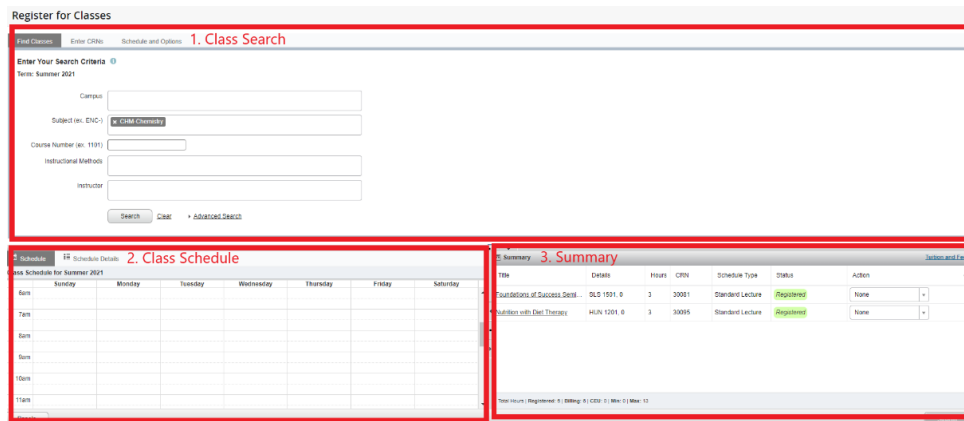 Register for Classes
Find Classes Enter CRNs Schedule and Options 1. Class Search
Enter Your Search Criteria
Term: Summer 2021
Campus
Subject (ex. ENC-) × CHM Chemistry
Course Number (ex. 1101)
Instructional Methods
Instructor
Search Clear Advanced Search
Schedule Schedule Details 2. Class Schedule
Class Schedule for Summer 2021
Sunday Monday Tuesday Wednesday Thursday Friday Saturday
6am
7am
8am
9am
10am
11am
Summary 3. Summary Tuition and Fe
Title Details Hours CRN Schedule Type Status Action
Foundations of Success Semi... SLS 1501, 0 3 30081 Standard Lecture Registered None
Nutrition with Diet Therapy HUN 1201, 0 3 30095 Standard Lecture Registered None
Total Hours | Registered: 6 | Billing: 6 | CEU: 0 | Min: 0 | Max: 13